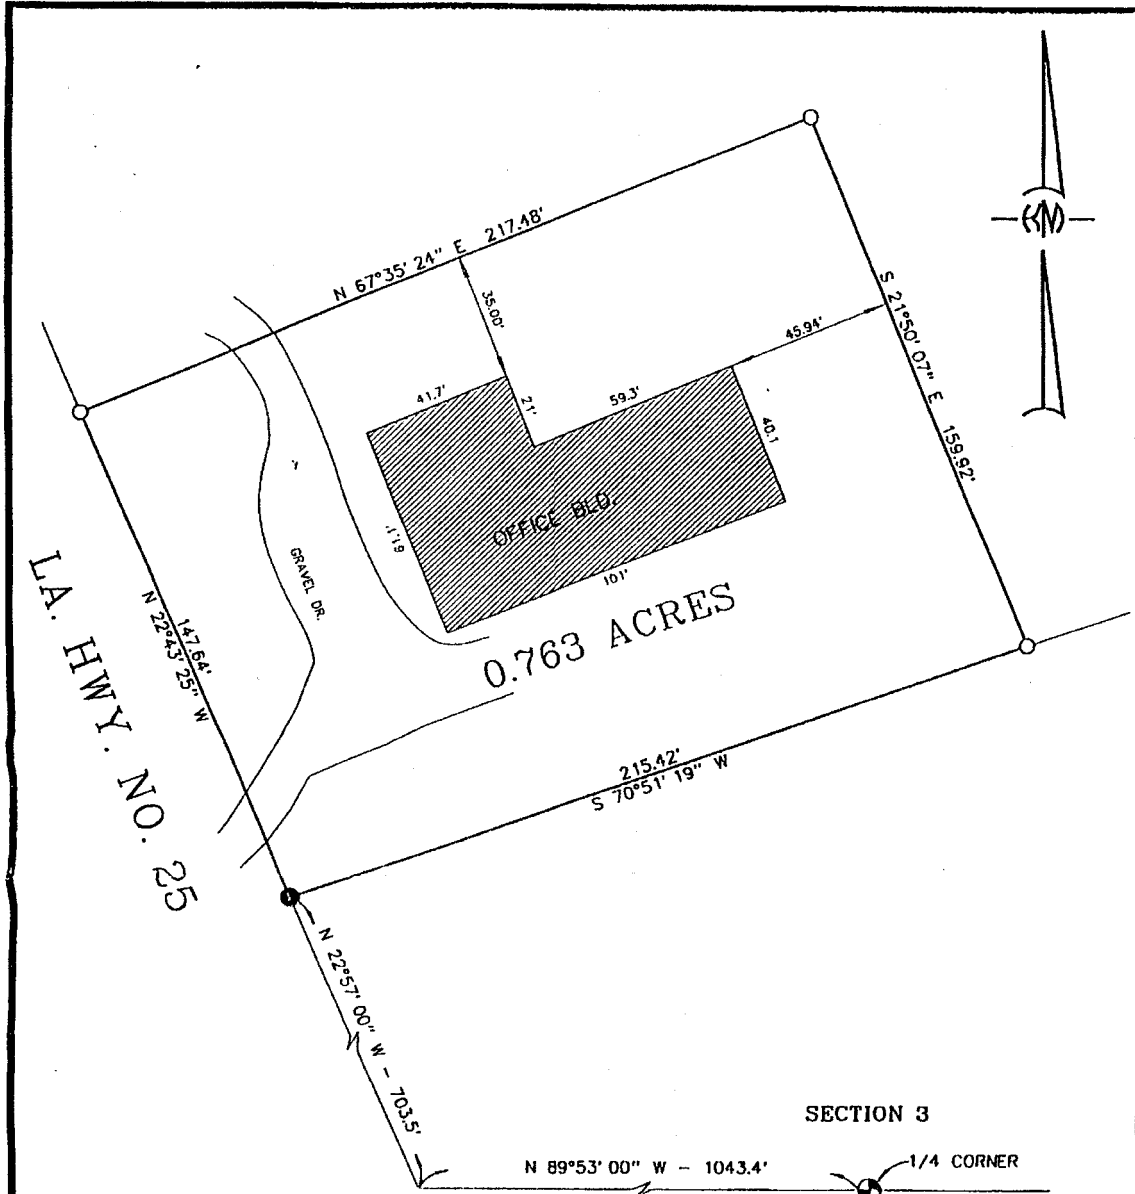 KM
N 67°35' 24" E 217.48'
35.00'
S 21°50' 07" E 159.92'
45.94'
41.7'
21'
59.3'
40.1
61.1'
OFFICE BLD.
101'
GRAVEL DR.
0.763 ACRES
147.64'
N 22°43' 25" W
LA. HWY. NO. 25
215.42'
S 70°51' 19" W
N 22°57' 00" W - 703.5'
SECTION 3
1/4 CORNER
N 89°53' 00" W - 1043.4'